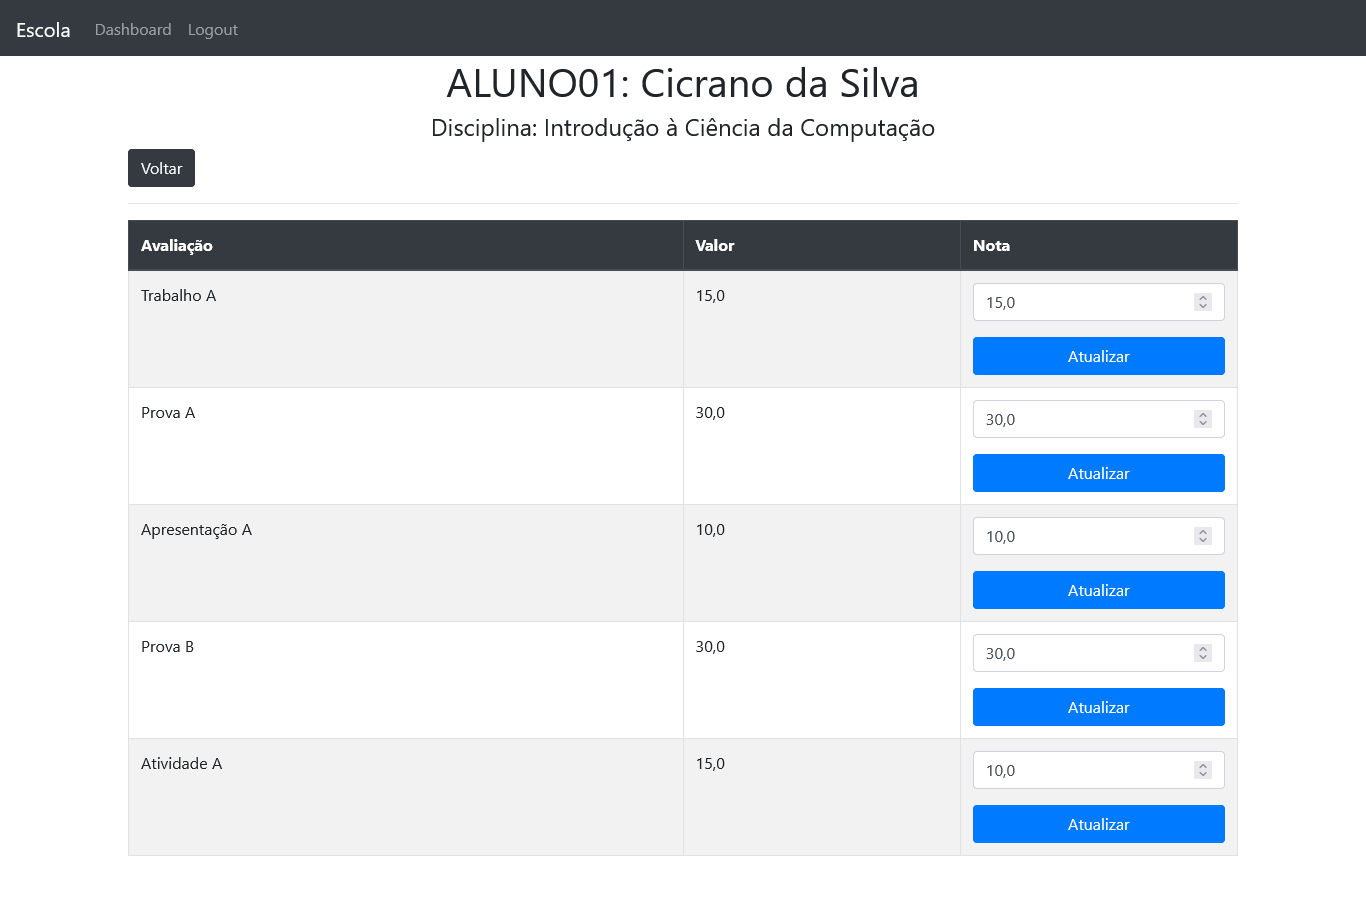 Escola Dashboard Logout
ALUNO01: Cicrano da Silva
Disciplina: Introdução à Ciência da Computação
Voltar
Avaliação Valor Nota
Trabalho A 15,0 15,0
Atualizar
Prova A 30,0 30,0
Atualizar
Apresentação A 10,0 10,0
Atualizar
Prova B 30,0 30,0
Atualizar
Atividade A 15,0 10,0
Atualizar